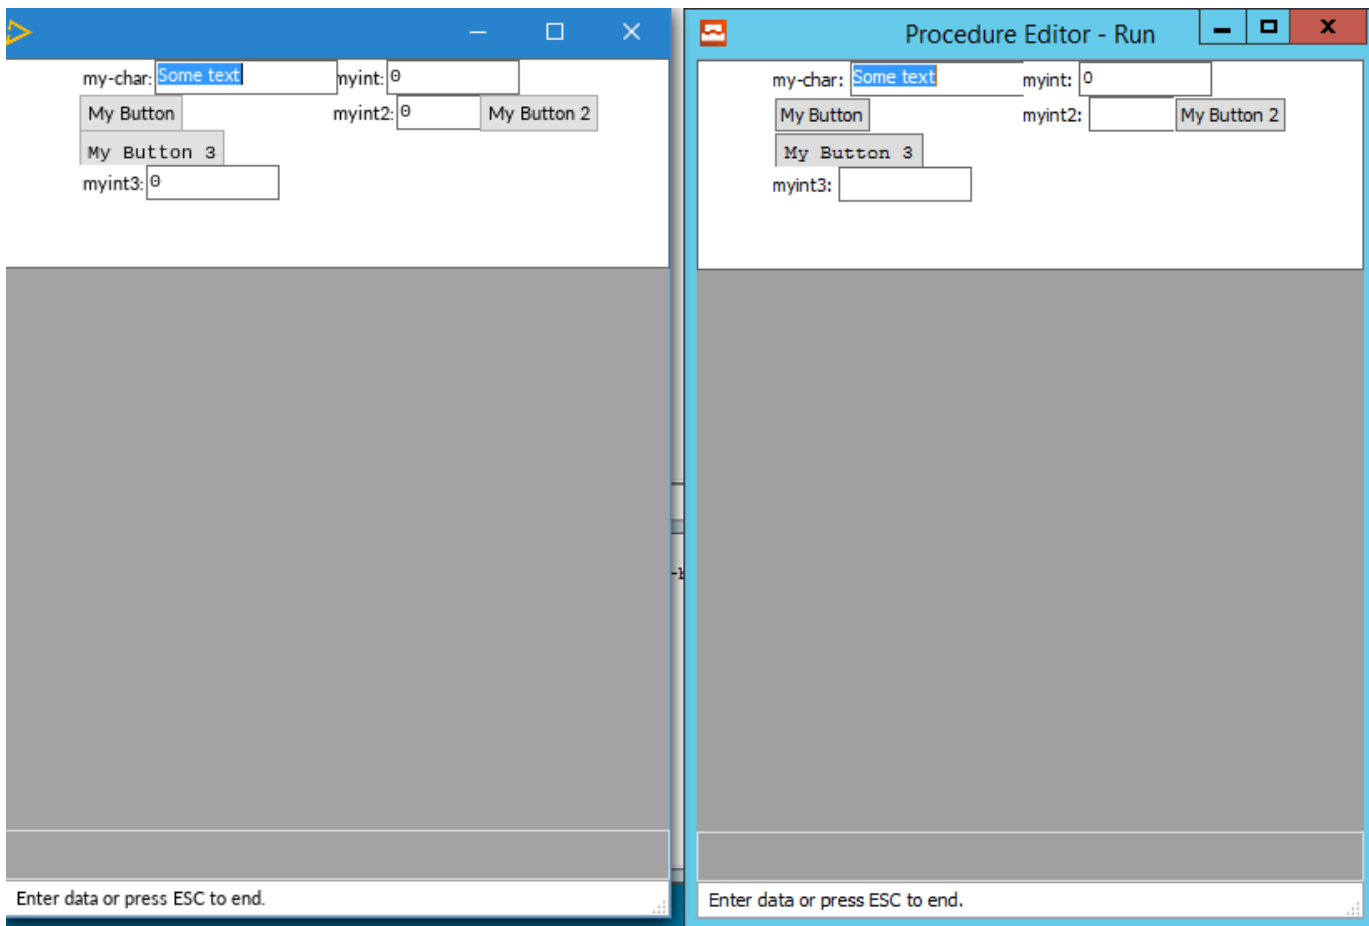 my-char: Some text myint: 0
My Button myint2: 0 My Button 2
My Button 3
myint3: 0
Enter data or press ESC to end.
Procedure Editor - Run
my-char: Some text myint: 0
My Button myint2: My Button 2
My Button 3
myint3:
Enter data or press ESC to end.